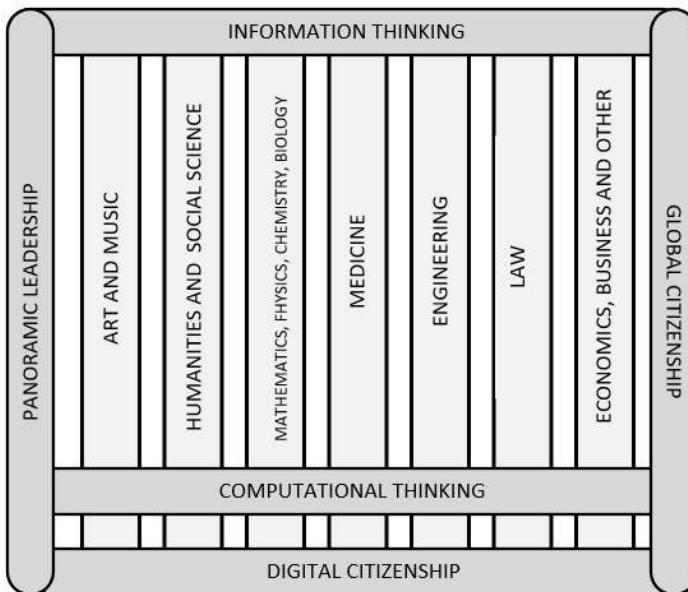 INFORMATION THINKING
PANORAMIC LEADERSHIP
ART AND MUSIC
HUMANITIES AND SOCIAL SCIENCE
MATHEMATICS, FHYSICS, CHEMISTRY, BIOLOGY
MEDICINE
ENGINEERING
LAW
ECONOMICS, BUSINESS AND OTHER
GLOBAL CITIZENSHIP
COMPUTATIONAL THINKING
DIGITAL CITIZENSHIP